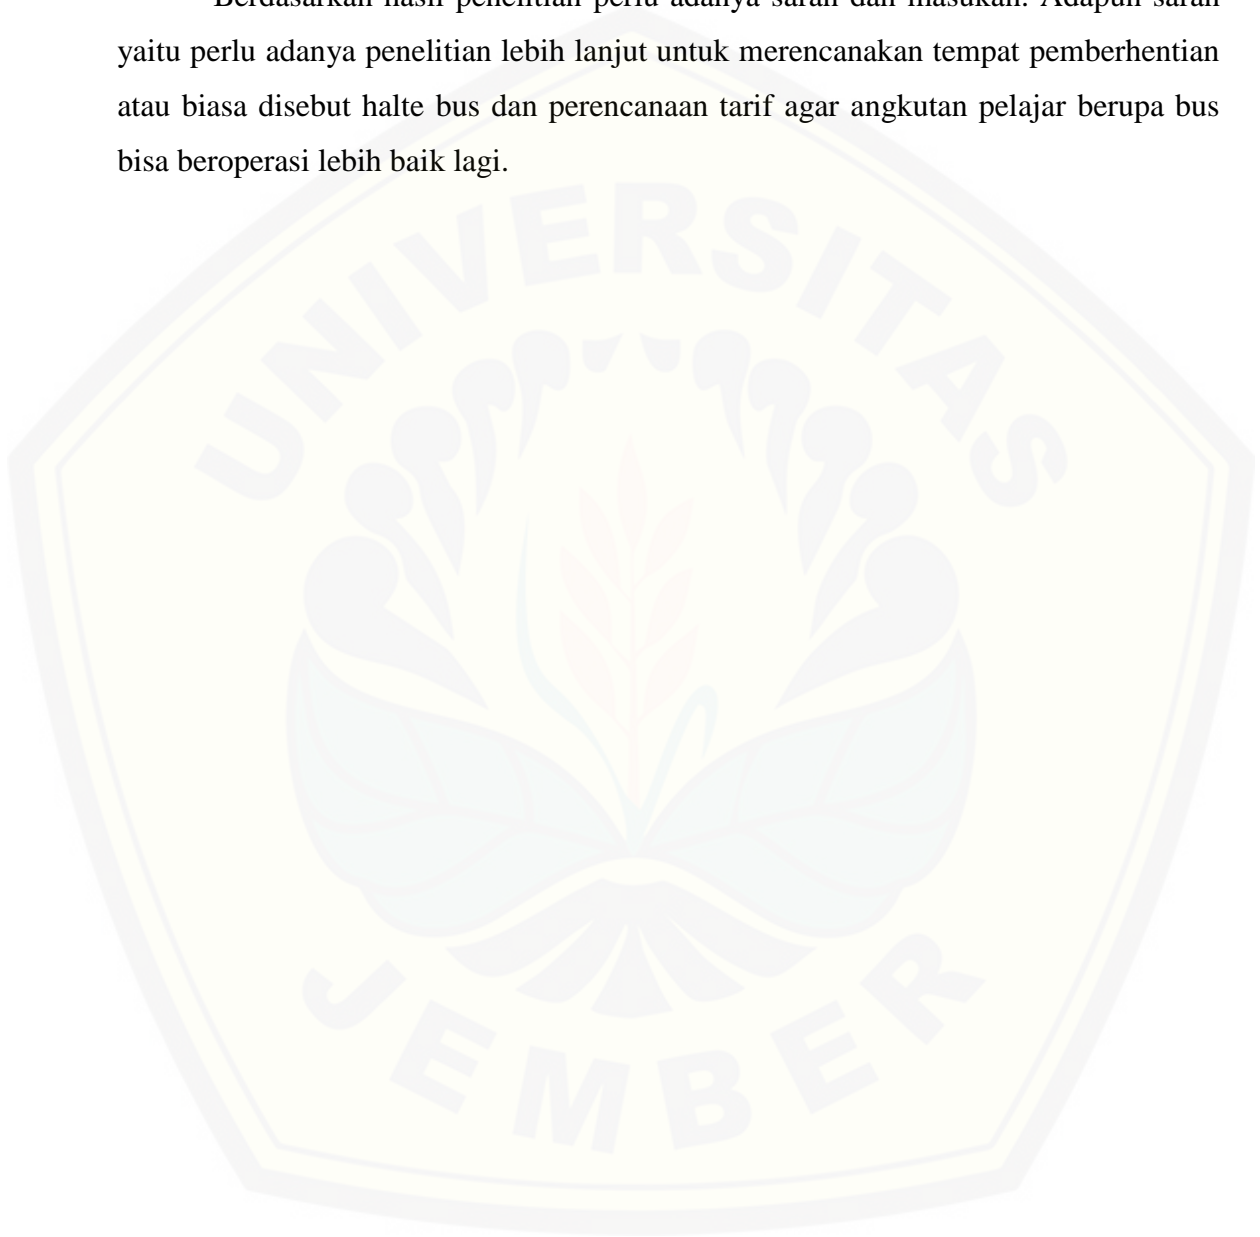 Berdasarkan hasil penelitian perlu adanya saran dan masukan. Adapun saran
yaitu perlu adanya penelitian lebih lanjut untuk merencanakan tempat pemberhentian
atau biasa disebut halte bus dan perencanaan tarif agar angkutan pelajar berupa bus
bisa beroperasi lebih baik lagi.
UNIVERSITAS
JEMBER